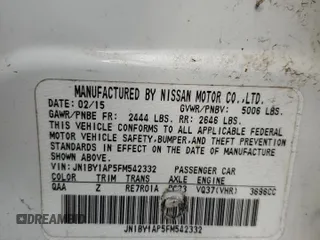 MANUFACTURED BY NISSAN MOTOR CO.,LTD.
DATE 02/15 GVWR/PNBV: 5006 LBS.
GAWR/PNBE FR: 2444 LBS. RR: 2646 LBS.
THIS VEHICLE CONFORMS TO ALL APPLICABLE FEDERAL
MOTOR VEHICLE SAFETY,BUMPER,AND THEFT PREVENTION
STANDARDS IN EFFECT ON THE DATE OF MANUFACTURE
SHOWN ABOVE.
JN1BY1AP5FM542332 PASSENGER CAR
COLOR TRIM TRANS AXLE ENGINE
QAA Z RE7R01A VQ37(VHR) 3696CC
JN1BY1AP5FM542332
AutoBidCar